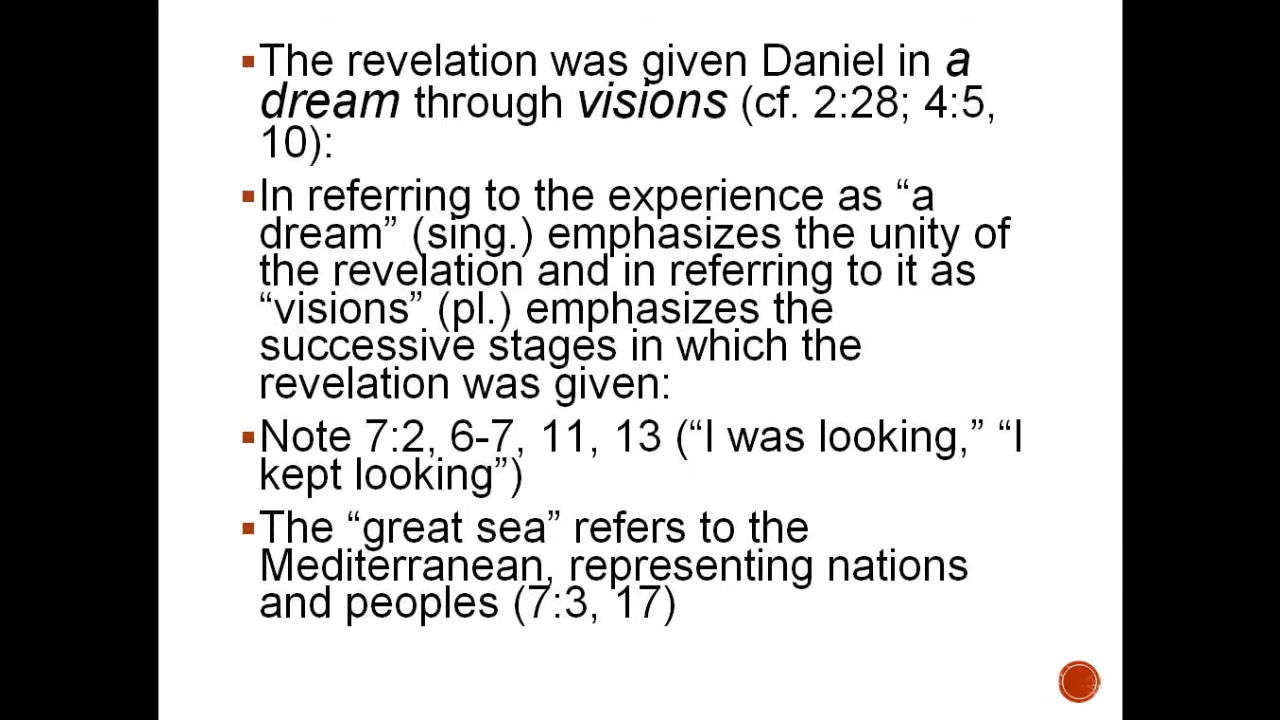 ▪The revelation was given Daniel in a
dream through visions (cf. 2:28; 4:5,
10):
▪In referring to the experience as “a
dream” (sing.) emphasizes the unity of
the revelation and in referring to it as
“visions” (pl.) emphasizes the
successive stages in which the
revelation was given:
▪Note 7:2, 6-7, 11, 13 (“I was looking,” “I
kept looking”)
▪The “great sea” refers to the
Mediterranean, representing nations
and peoples (7:3, 17)